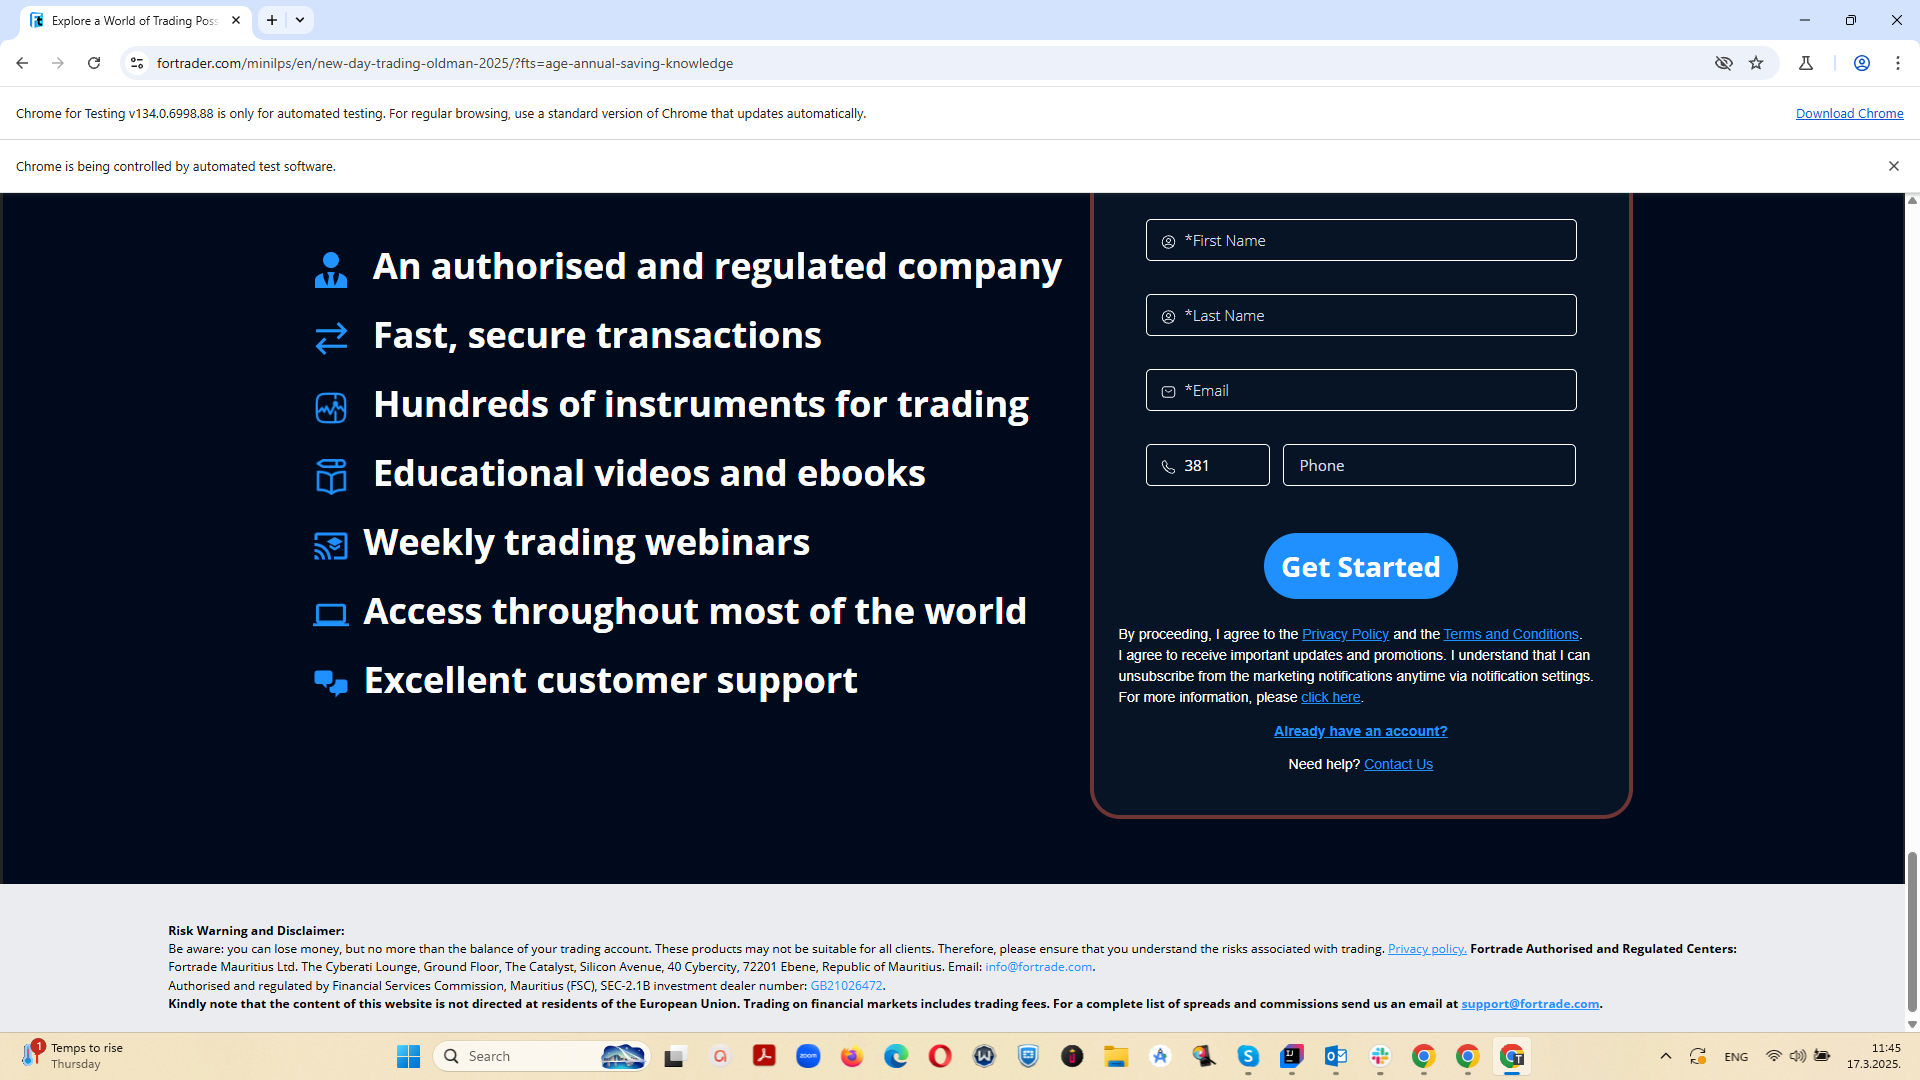 Explore a World of Trading Poss
fortrader.com/minilps/en/new-day-trading-oldman-2025/?fts=age-annual-saving-knowledge
Chrome for Testing v134.0.6998.88 is only for automated testing. For regular browsing, use a standard version of Chrome that updates automatically.
Download Chrome
Chrome is being controlled by automated test software.
An authorised and regulated company
Fast, secure transactions
Hundreds of instruments for trading
Educational videos and ebooks
Weekly trading webinars
Access throughout most of the world
Excellent customer support
*First Name
*Last Name
*Email
381
Phone
Get Started
By proceeding, I agree to the Privacy Policy and the Terms and Conditions.
I agree to receive important updates and promotions. I understand that I can
unsubscribe from the marketing notifications anytime via notification settings.
For more information, please click here.
Already have an account?
Need help? Contact Us
Risk Warning and Disclaimer:
Be aware: you can lose money, but no more than the balance of your trading account. These products may not be suitable for all clients. Therefore, please ensure that you understand the risks associated with trading. Privacy policy. Fortrade Authorised and Regulated Centers:
Fortrade Mauritius Ltd. The Cyberati Lounge, Ground Floor, The Catalyst, Silicon Avenue, 40 Cybercity, 72201 Ebene, Republic of Mauritius. Email: info@fortrade.com.
Authorised and regulated by Financial Services Commission, Mauritius (FSC), SEC-2.1B investment dealer number: GB21026472.
Kindly note that the content of this website is not directed at residents of the European Union. Trading on financial markets includes trading fees. For a complete list of spreads and commissions send us an email at support@fortrade.com.
1
Temps to rise
Thursday
Search
zoom
ENG
11:45
17.3.2025.